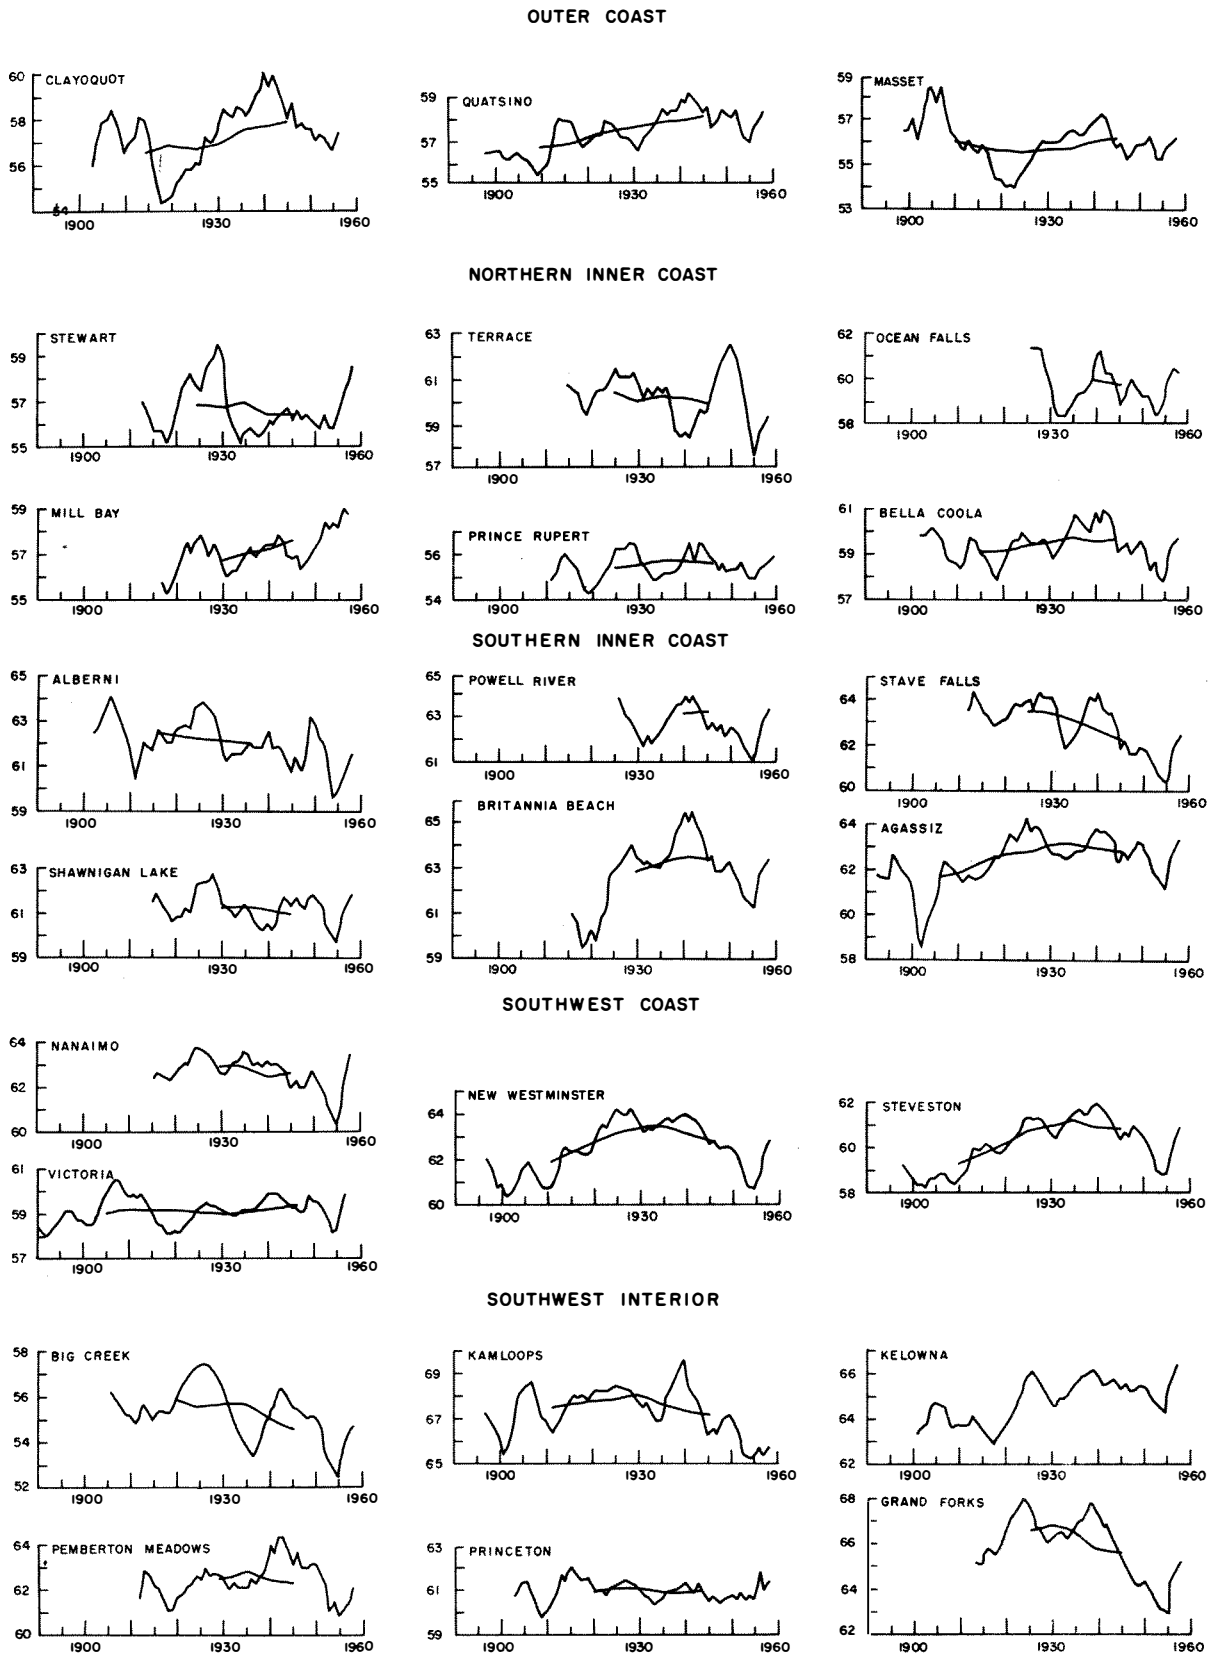 OUTER COAST
CLAYOQUOT
60
58
56
54
1900 1930 1960
QUATSINO
59
57
55
1900 1930 1960
MASSET
59
57
55
53
1900 1930 1960
NORTHERN INNER COAST
STEWART
59
57
55
1900 1930 1960
TERRACE
63
61
59
57
1900 1930 1960
OCEAN FALLS
62
60
58
1900 1930 1960
MILL BAY
59
57
55
1900 1930 1960
PRINCE RUPERT
56
54
1900 1930 1960
BELLA COOLA
61
59
57
1900 1930 1960
SOUTHERN INNER COAST
ALBERNI
65
63
61
59
1900 1930 1960
POWELL RIVER
65
63
61
1900 1930 1960
STAVE FALLS
64
62
60
1900 1930 1960
SHAWNIGAN LAKE
63
61
59
1900 1930 1960
BRITANNIA BEACH
65
63
61
59
1900 1930 1960
AGASSIZ
64
62
60
58
1900 1930 1960
SOUTHWEST COAST
NANAIMO
64
62
60
1900 1930 1960
NEW WESTMINSTER
64
62
60
1900 1930 1960
STEVESTON
62
60
58
1900 1930 1960
VICTORIA
61
59
57
1900 1930 1960
SOUTHWEST INTERIOR
BIG CREEK
58
56
54
52
1900 1930 1960
KAMLOOPS
69
67
65
1900 1930 1960
KELOWNA
66
64
62
1900 1930 1960
PEMBERTON MEADOWS
64
62
60
1900 1930 1960
PRINCETON
63
61
59
1900 1930 1960
GRAND FORKS
68
66
64
62
1900 1930 1960